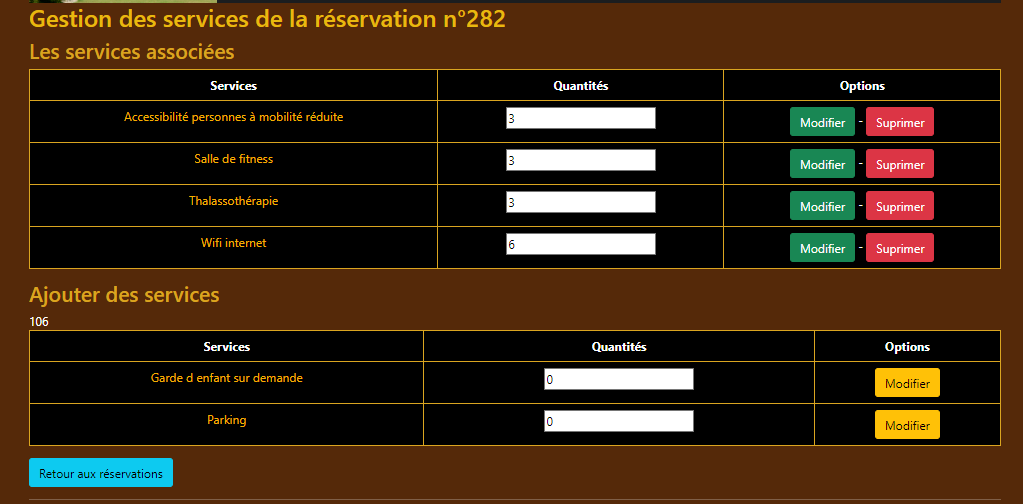 Gestion des services de la réservation n°282
Les services associées
Services Quantités Options
Accessibilité personnes à mobilité réduite 3 Modifier - Suprimer
Salle de fitness 3 Modifier - Suprimer
Thalassothérapie 3 Modifier - Suprimer
Wifi internet 6 Modifier - Suprimer
Ajouter des services
106
Services Quantités Options
Garde d enfant sur demande 0 Modifier
Parking 0 Modifier
Retour aux réservations